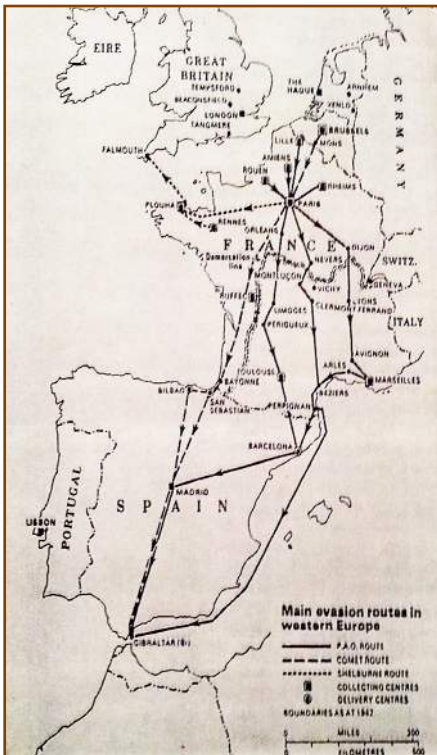 EIRE
GREAT
BRITAIN
TEMPSFORD
BEACONSFIELD
LONDON
TANGMERE
FALMOUTH
THE
HAGUE
ARNHEM
VENLO
GERMANY
BRUSSELS
LILLE
MONS
AMIENS
ROUEN
RHEIMS
PARIS
PLOUHA
RENNES
ORLEANS
FRANCE
Demarcation
line
NEVERS
DIJON
SWITZ.
MONTLUÇON
VICHY
GENEVA
RUFFEC
LIMOGES
CLERMONT
FERRAND
LYONS
ITALY
PERIGUEUX
AVIGNON
TOULOUSE
ARLES
MARSEILLES
BAYONNE
BEZIERS
BILBAO
SAN
SEBASTIAN
PERPIGNAN
BARCELONA
SPAIN
MADRID
PORTUGAL
LISBON
GIBRALTAR (Br)
Main evasion routes in
western Europe
P.A.O. ROUTE
COMET ROUTE
SHELBURNE ROUTE
COLLECTING CENTRES
DELIVERY CENTRES
BOUNDARIES AS AT 1942
0 MILES 300
0 KILOMETRES 500